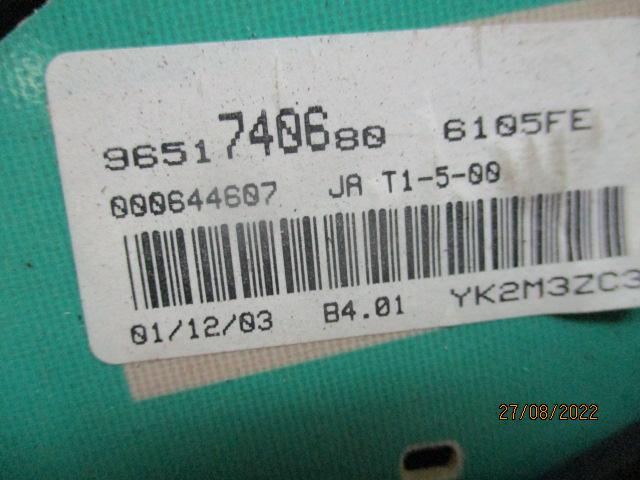 9651740680 6105FE
000644607 JA T1-5-00
01/12/03 B4.01 YK2M3ZC3
27/08/2022